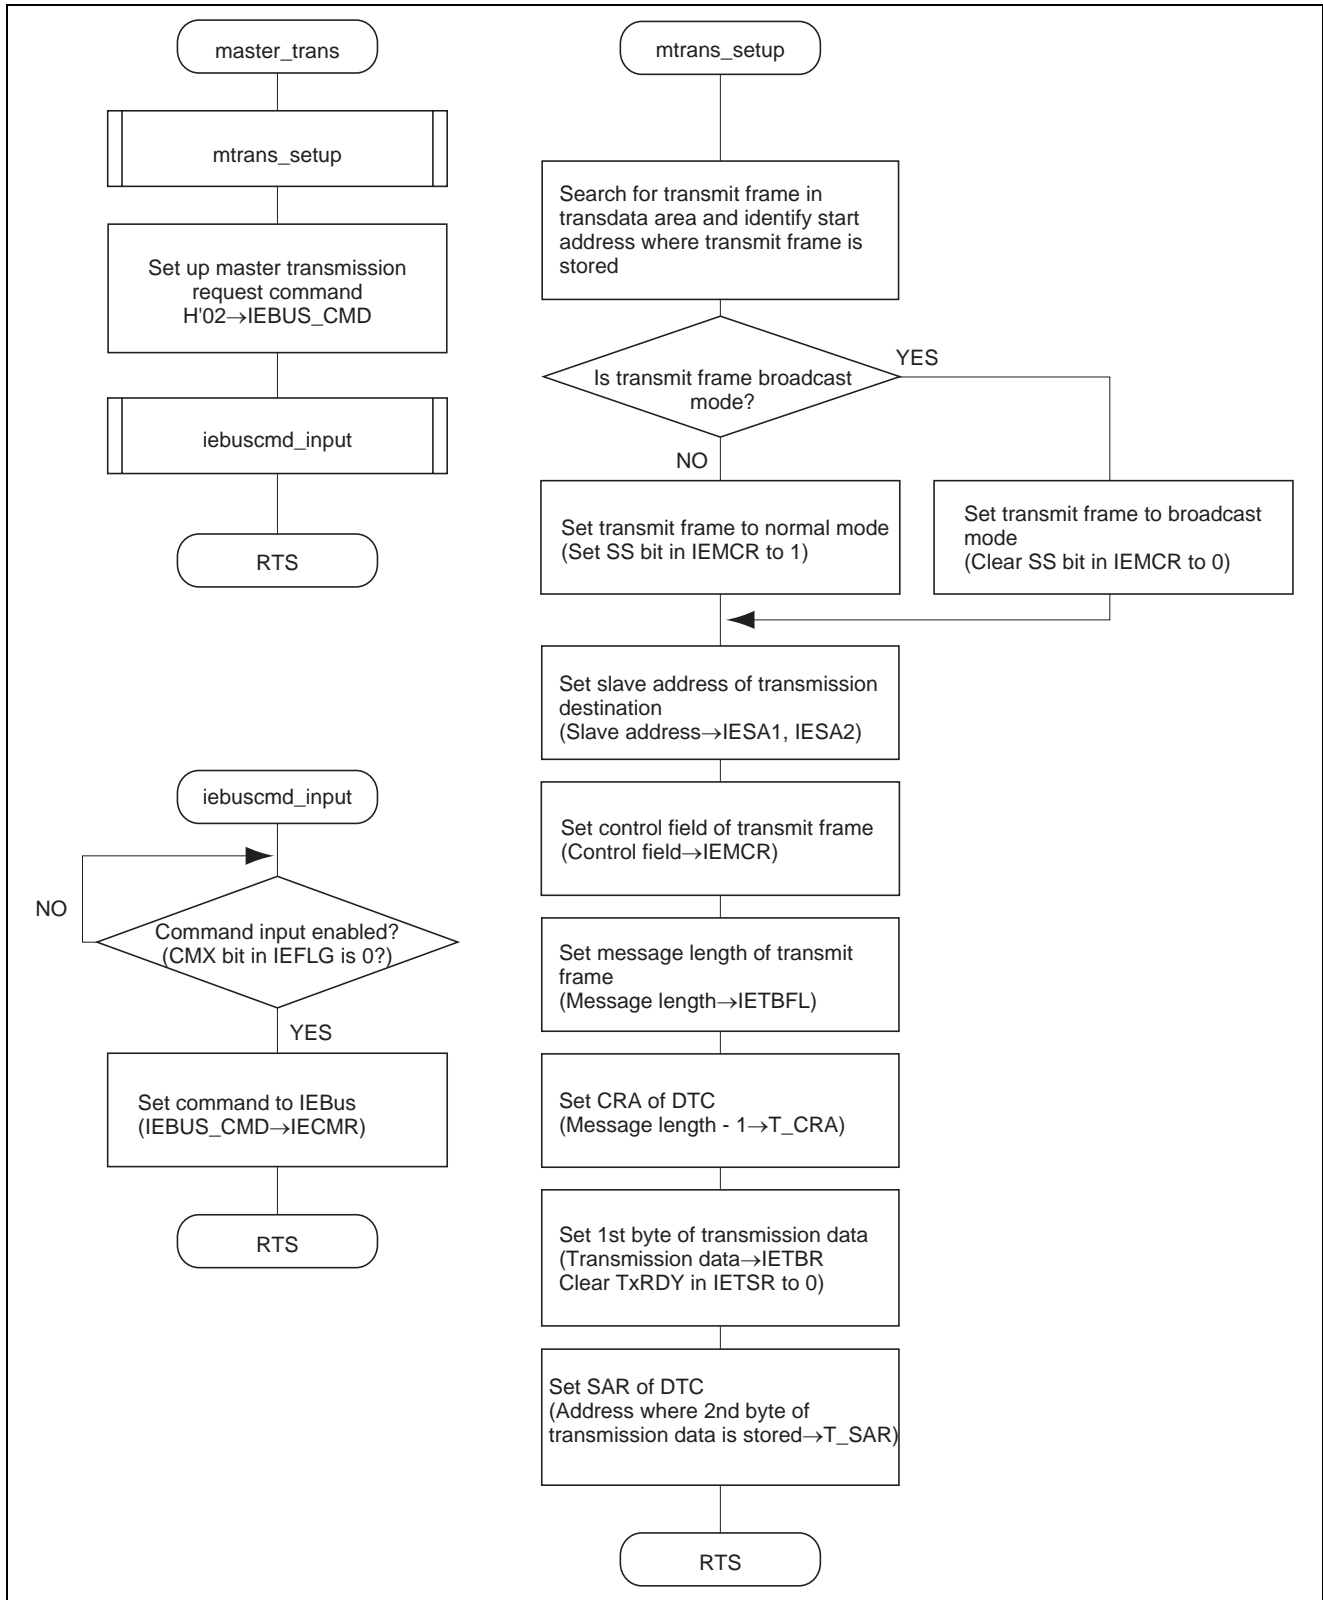 master_trans
mtrans_setup
Set up master transmission
request command
H'02→IEBUS_CMD
iebuscmd_input
RTS
iebuscmd_input
NO
Command input enabled?
(CMX bit in IEFLG is 0?)
YES
Set command to IEBus
(IEBUS_CMD→IECMR)
RTS
mtrans_setup
Search for transmit frame in
transdata area and identify start
address where transmit frame is
stored
Is transmit frame broadcast
mode?
YES
NO
Set transmit frame to normal mode
(Set SS bit in IEMCR to 1)
Set transmit frame to broadcast
mode
(Clear SS bit in IEMCR to 0)
Set slave address of transmission
destination
(Slave address→IESA1, IESA2)
Set control field of transmit frame
(Control field→IEMCR)
Set message length of transmit
frame
(Message length→IETBFL)
Set CRA of DTC
(Message length - 1→T_CRA)
Set 1st byte of transmission data
(Transmission data→IETBR
Clear TxRDY in IETSR to 0)
Set SAR of DTC
(Address where 2nd byte of
transmission data is stored→T_SAR)
RTS